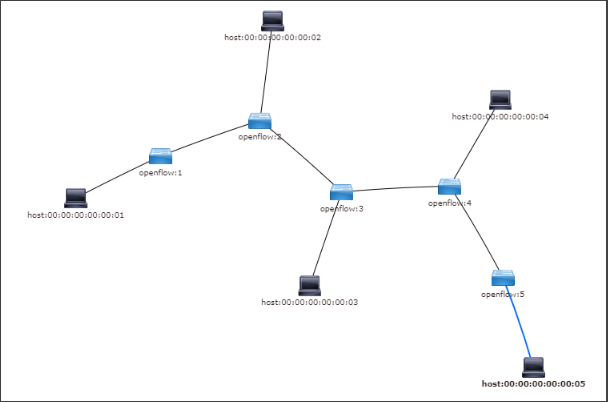 host:00:00:00:00:00:02
host:00:00:00:00:00:04
openflow:2
openflow:1
openflow:4
openflow:3
host:00:00:00:00:00:01
openflow:5
host:00:00:00:00:00:03
host:00:00:00:00:00:05